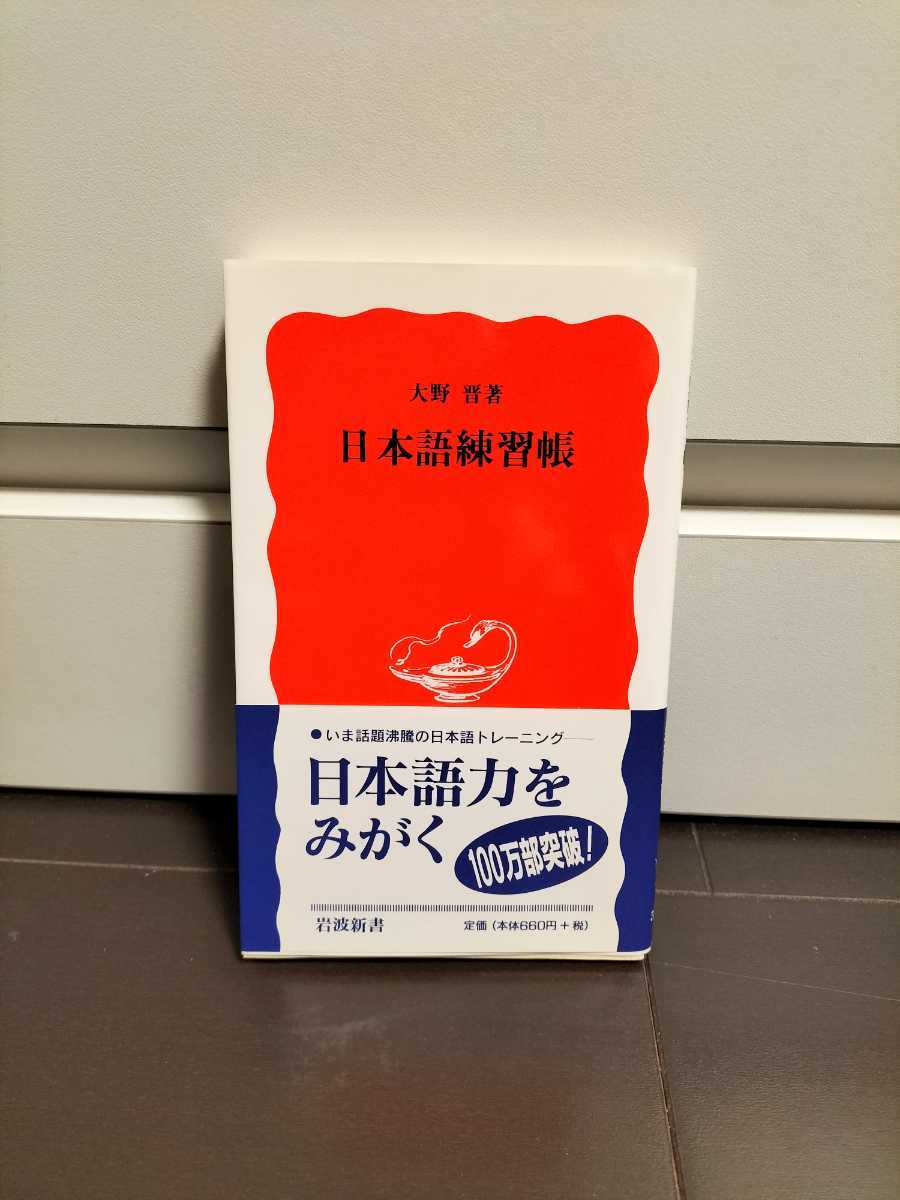 大野 晋著
日本語練習帳
●いま話題沸騰の日本語トレーニング——
日本語力を
みがく
100万部突破!
岩波新書
定価(本体660円+税)